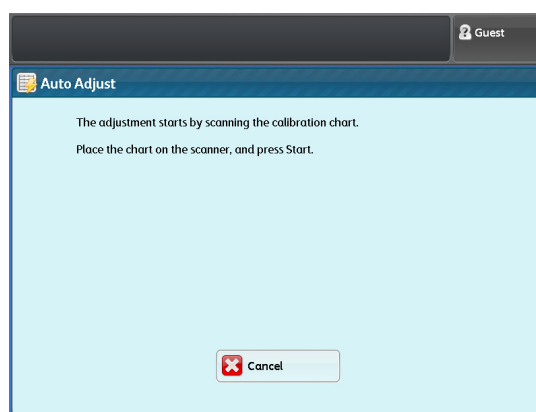 Guest
Auto Adjust
The adjustment starts by scanning the calibration chart.
Place the chart on the scanner, and press Start.
Cancel